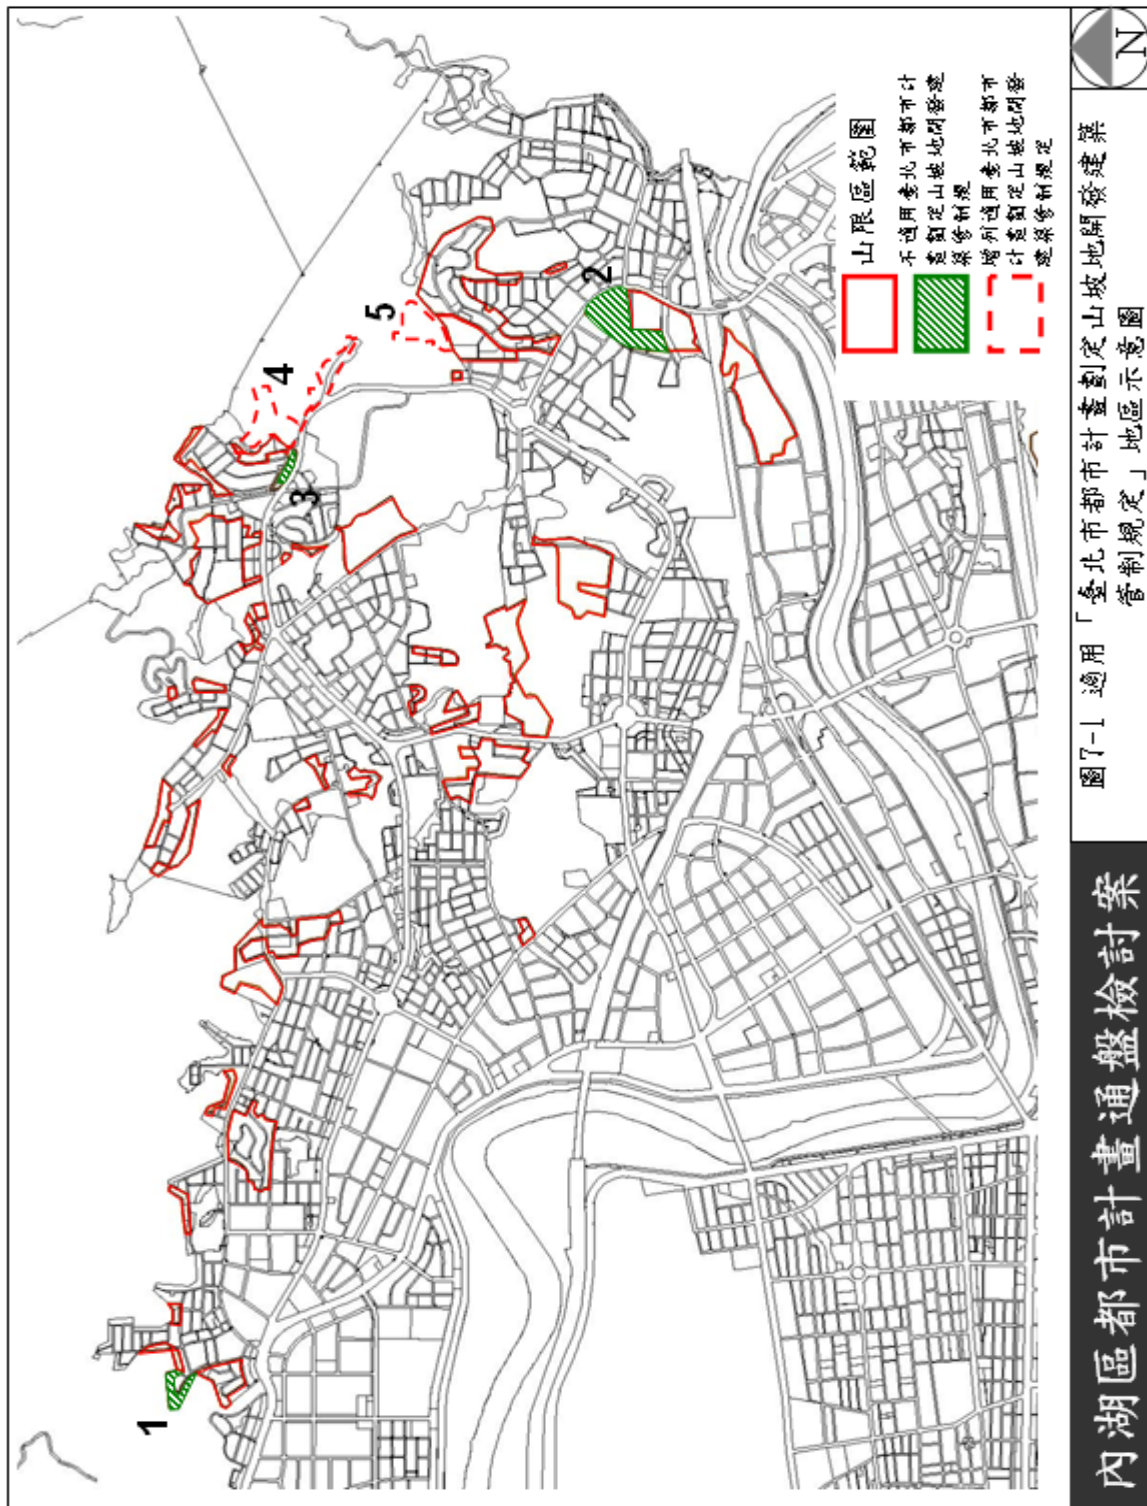 內湖區都市計畫通盤檢討案
圖7-1 適用「臺北市都市計畫劃定山坡地開發建築
管制規定」地區示意圖
N
山限區範圍
不適用臺北市都市計
畫劃定山坡地開發建
築管制規
增列適用臺北市都市
計畫劃定山坡地開發
建築管制規定
1
2
3
4
5